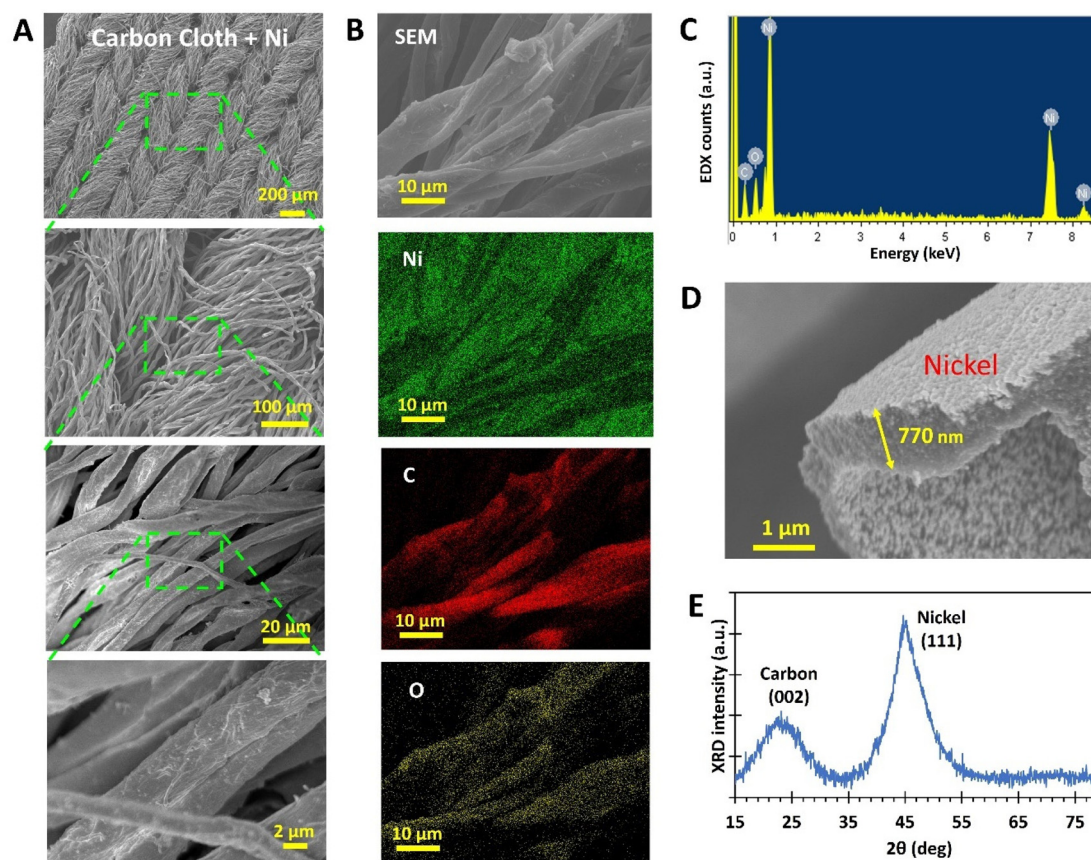 A
Carbon Cloth + Ni
200 µm
100 µm
20 µm
2 µm
B
SEM
10 µm
Ni
10 µm
C
10 µm
O
10 µm
C
EDX counts (a.u.)
Ni
O
C
Ni
Ni
0 1 2 3 4 5 6 7 8
Energy (keV)
D
Nickel
770 nm
1 µm
E
XRD intensity (a.u.)
Carbon
(002)
Nickel
(111)
15 25 35 45 55 65 75
2θ (deg)